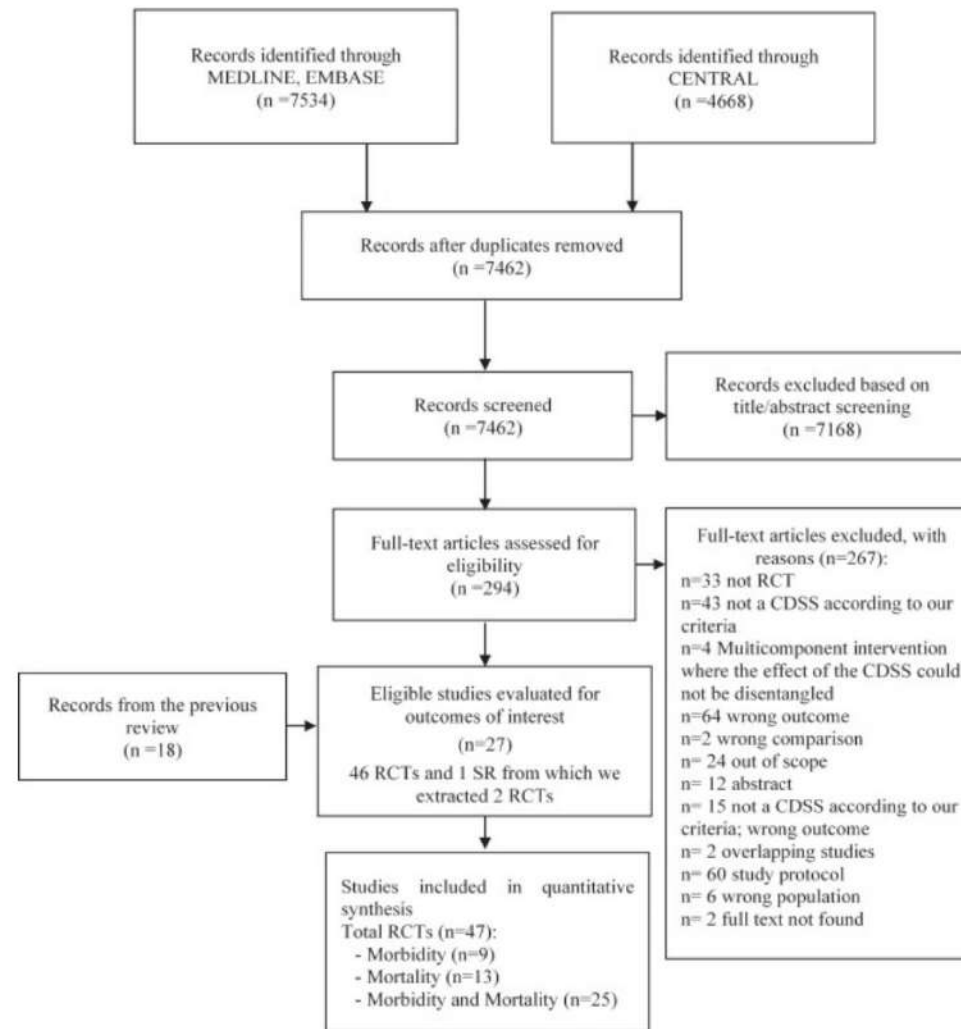 Records identified through
MEDLINE, EMBASE
(n =7534)
Records identified through
CENTRAL
(n =4668)
Records after duplicates removed
(n =7462)
Records screened
(n =7462)
Records excluded based on
title/abstract screening
(n =7168)
Full-text articles assessed for
eligibility
(n =294)
Full-text articles excluded, with
reasons (n=267):
n=33 not RCT
n=43 not a CDSS according to our
criteria
n=4 Multicomponent intervention
where the effect of the CDSS could
not be disentangled
n=64 wrong outcome
n=2 wrong comparison
n= 24 out of scope
n= 12 abstract
n= 15 not a CDSS according to our
criteria; wrong outcome
n= 2 overlapping studies
n= 60 study protocol
n= 6 wrong population
n= 2 full text not found
Records from the previous
review
(n =18)
Eligible studies evaluated for
outcomes of interest
(n=27)
46 RCTs and 1 SR from which we
extracted 2 RCTs
Studies included in quantitative
synthesis
Total RCTs (n=47):
- Morbidity (n=9)
- Mortality (n=13)
- Morbidity and Mortality (n=25)